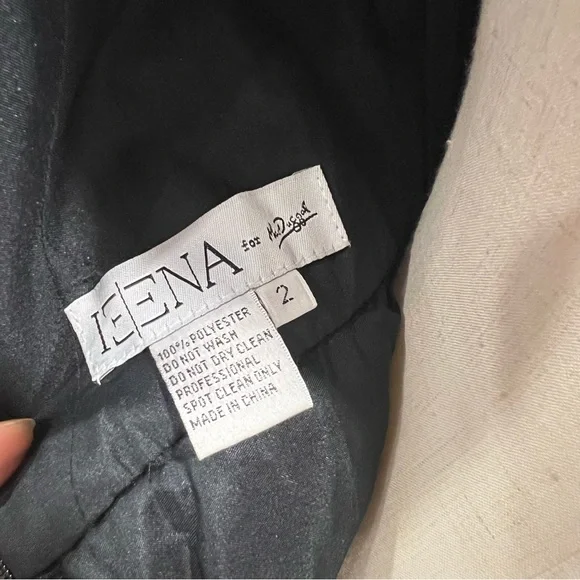 IEENA for Mac Duggal
2
100% POLYESTER
DO NOT WASH
DO NOT DRY CLEAN
PROFESSIONAL
SPOT CLEAN ONLY
MADE IN CHINA